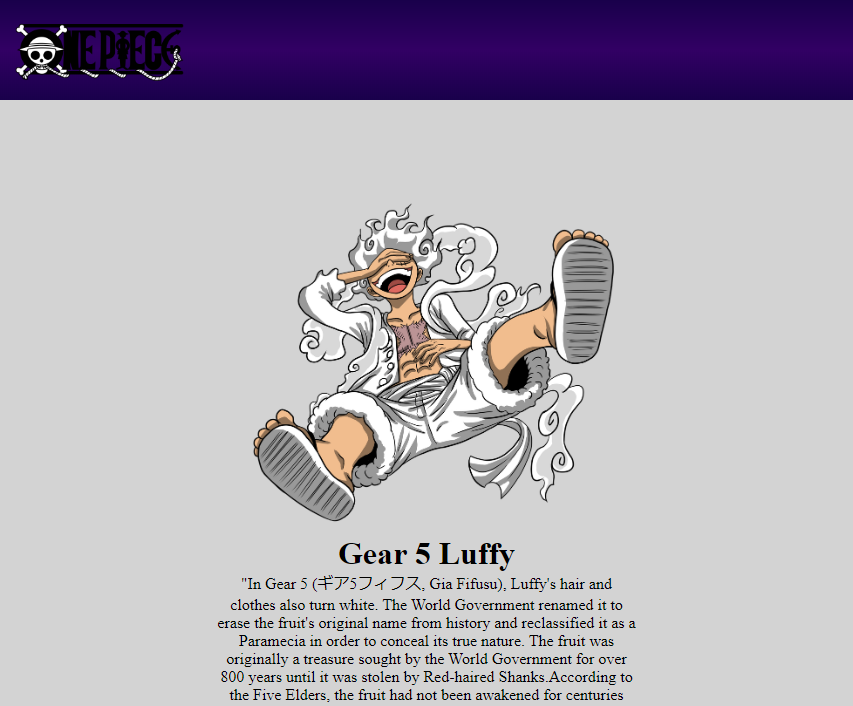 ONE PIECE
Gear 5 Luffy
"In Gear 5 (ギア5フィフス, Gia Fifusu), Luffy's hair and
clothes also turn white. The World Government renamed it to
erase the fruit's original name from history and reclassified it as a
Paramecia in order to conceal its true nature. The fruit was
originally a treasure sought by the World Government for over
800 years until it was stolen by Red-haired Shanks.According to
the Five Elders, the fruit had not been awakened for centuries